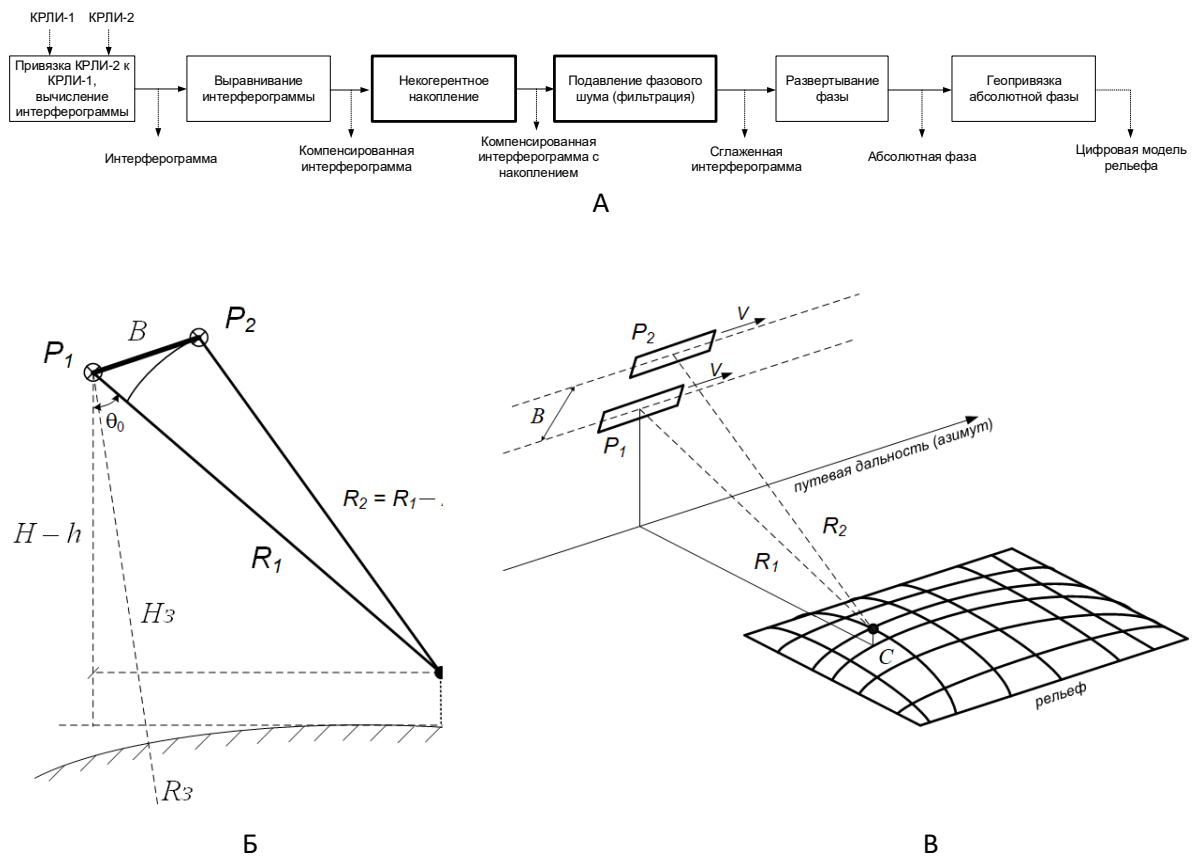 КРЛИ-1 КРЛИ-2
Привязка КРЛИ-2 к
КРЛИ-1,
вычисление
интерферограммы
Выравнивание
интерферограммы
Некогерентное
накопление
Подавление фазового
шума (фильтрация)
Развертывание
фазы
Геопривязка
абсолютной фазы
Интерферограмма
Компенсированная
интерферограмма
Компенсированная
интерферограмма с
накоплением
Сглаженная
интерферограмма
Абсолютная фаза
Цифровая модель
рельефа
А
B
P1
P2
θ0
R2 = R1 –
H – h
R1
Hз
Rз
Б
P2
V
V
B
P1
путевая дальность (азимут)
R2
R1
C
рельеф
В